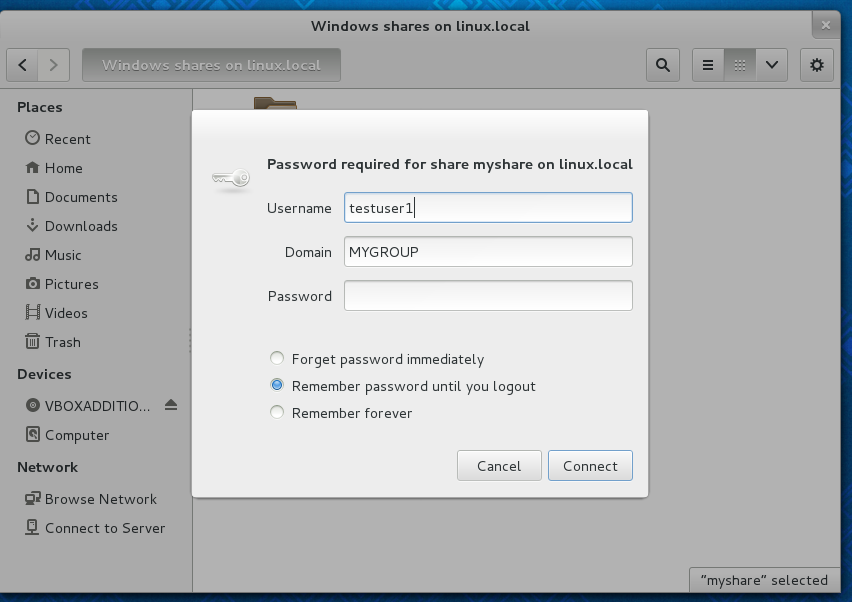 Windows shares on linux.local
Windows shares on linux.local
Places
Recent
Home
Documents
Downloads
Music
Pictures
Videos
Trash
Devices
VBOXADDITIO...
Computer
Network
Browse Network
Connect to Server
Password required for share myshare on linux.local
Username testuser1
Domain MYGROUP
Password
Forget password immediately
Remember password until you logout
Remember forever
Cancel Connect
"myshare" selected